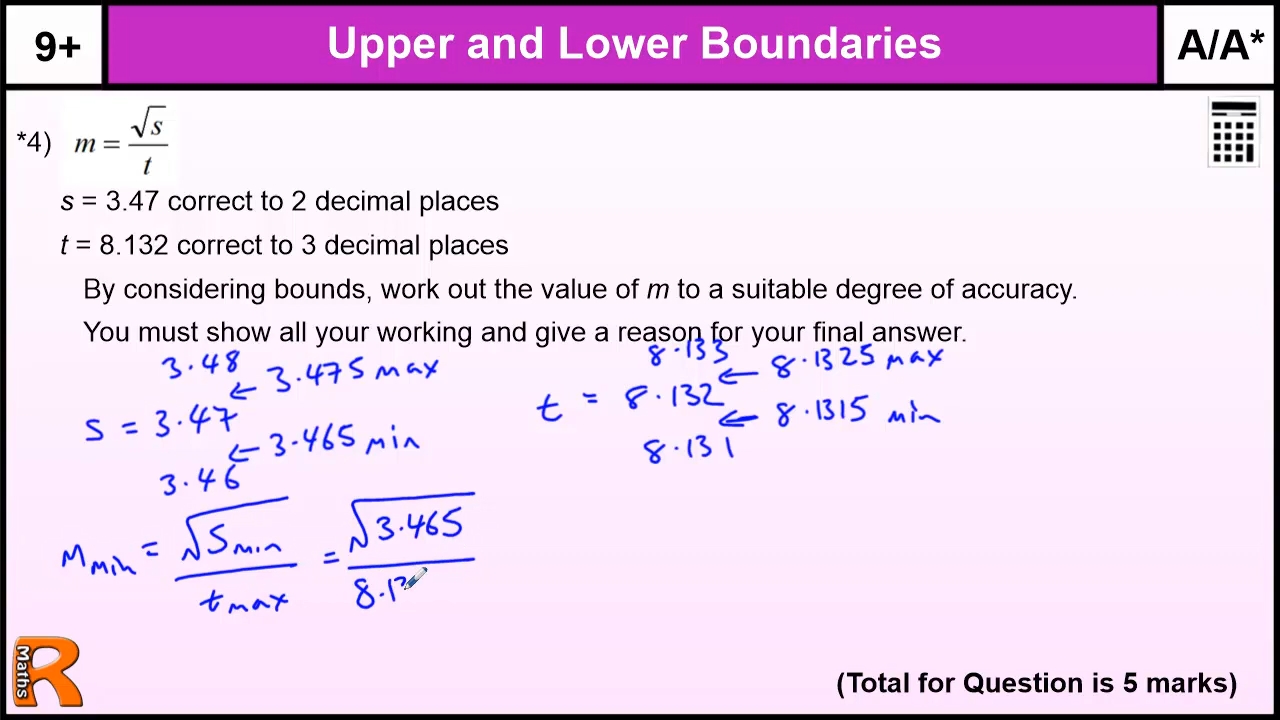 9+
Upper and Lower Boundaries
A/A*
*4) m = √s / t
s = 3.47 correct to 2 decimal places
t = 8.132 correct to 3 decimal places
By considering bounds, work out the value of m to a suitable degree of accuracy.
You must show all your working and give a reason for your final answer.
3.48
← 3.475 max
s = 3.47
← 3.465 min
3.46
8.133
← 8.1325 max
t = 8.132
← 8.1315 min
8.131
M min = √S min / t max = √3.465 / 8.13
R Maths
(Total for Question is 5 marks)